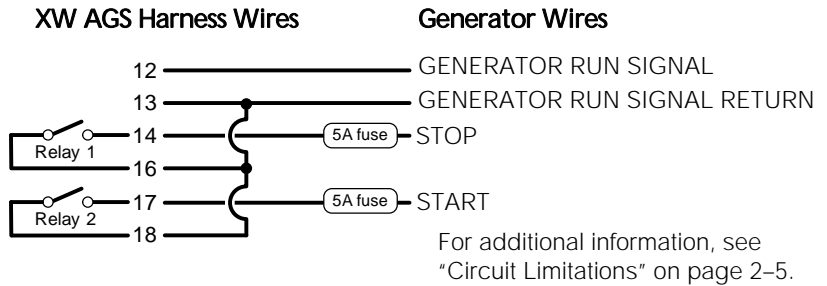 XW AGS Harness Wires Generator Wires
12 GENERATOR RUN SIGNAL
13 GENERATOR RUN SIGNAL RETURN
14 5A fuse STOP
Relay 1
16
17 5A fuse START
Relay 2
18
For additional information, see
"Circuit Limitations" on page 2–5.